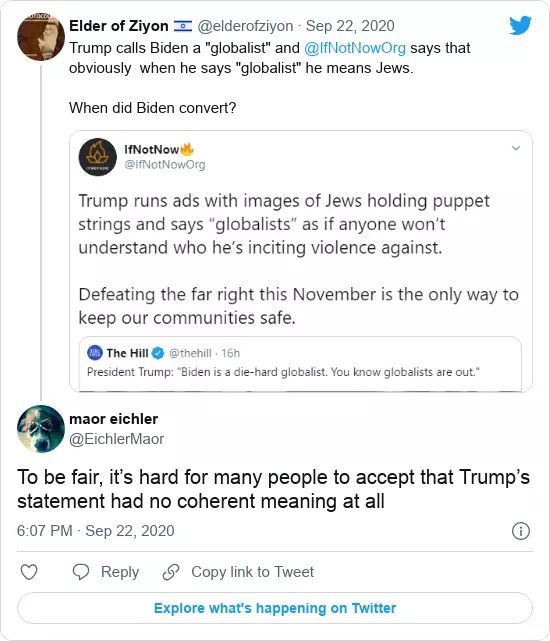 Elder of Ziyon 🇮🇱 @elderofziyon · Sep 22, 2020
Trump calls Biden a "globalist" and @IfNotNowOrg says that
obviously when he says "globalist" he means Jews.
When did Biden convert?
IfNotNow🔥
@IfNotNowOrg
Trump runs ads with images of Jews holding puppet
strings and says “globalists” as if anyone won’t
understand who he’s inciting violence against.
Defeating the far right this November is the only way to
keep our communities safe.
The Hill @thehill · 16h
President Trump: "Biden is a die-hard globalist. You know globalists are out."
maor eichler
@EichlerMaor
To be fair, it’s hard for many people to accept that Trump’s
statement had no coherent meaning at all
6:07 PM · Sep 22, 2020
Reply
Copy link to Tweet
Explore what's happening on Twitter